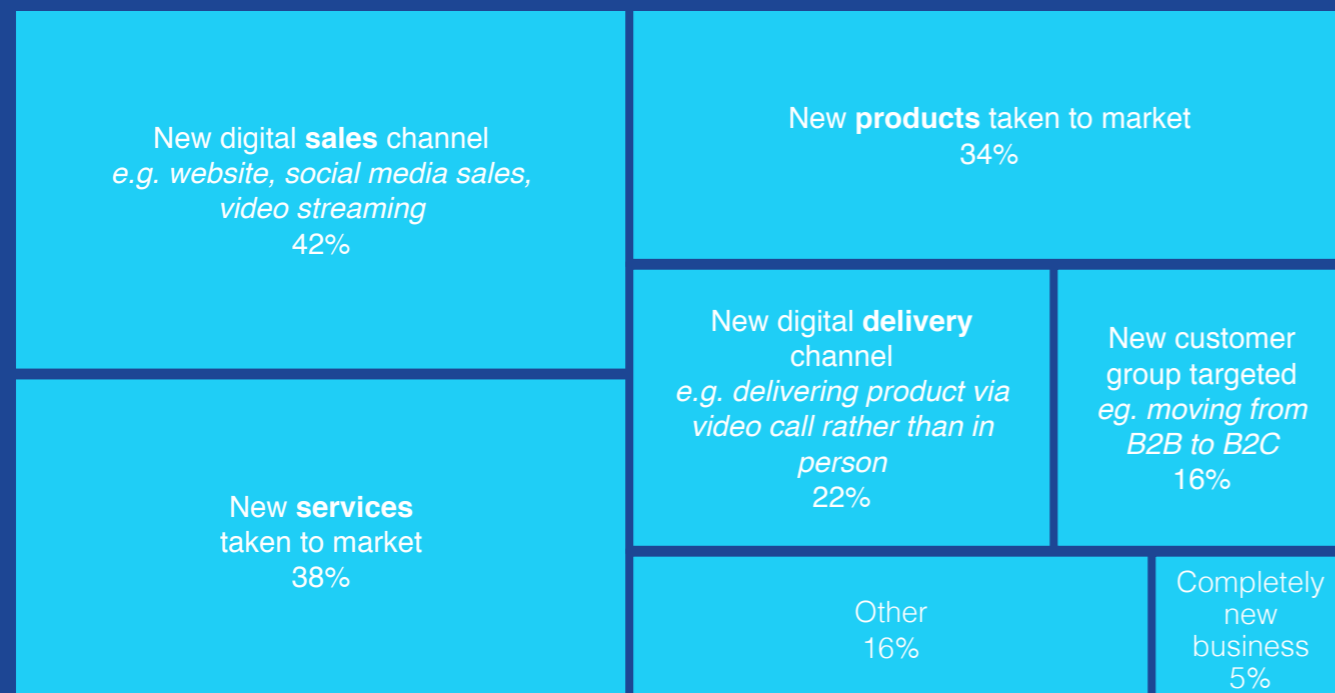 New digital sales channel
e.g. website, social media sales,
video streaming
42%
New products taken to market
34%
New digital delivery
channel
e.g. delivering product via
video call rather than in
person
22%
New customer
group targeted
eg. moving from
B2B to B2C
16%
New services
taken to market
38%
Other
16%
Completely
new
business
5%